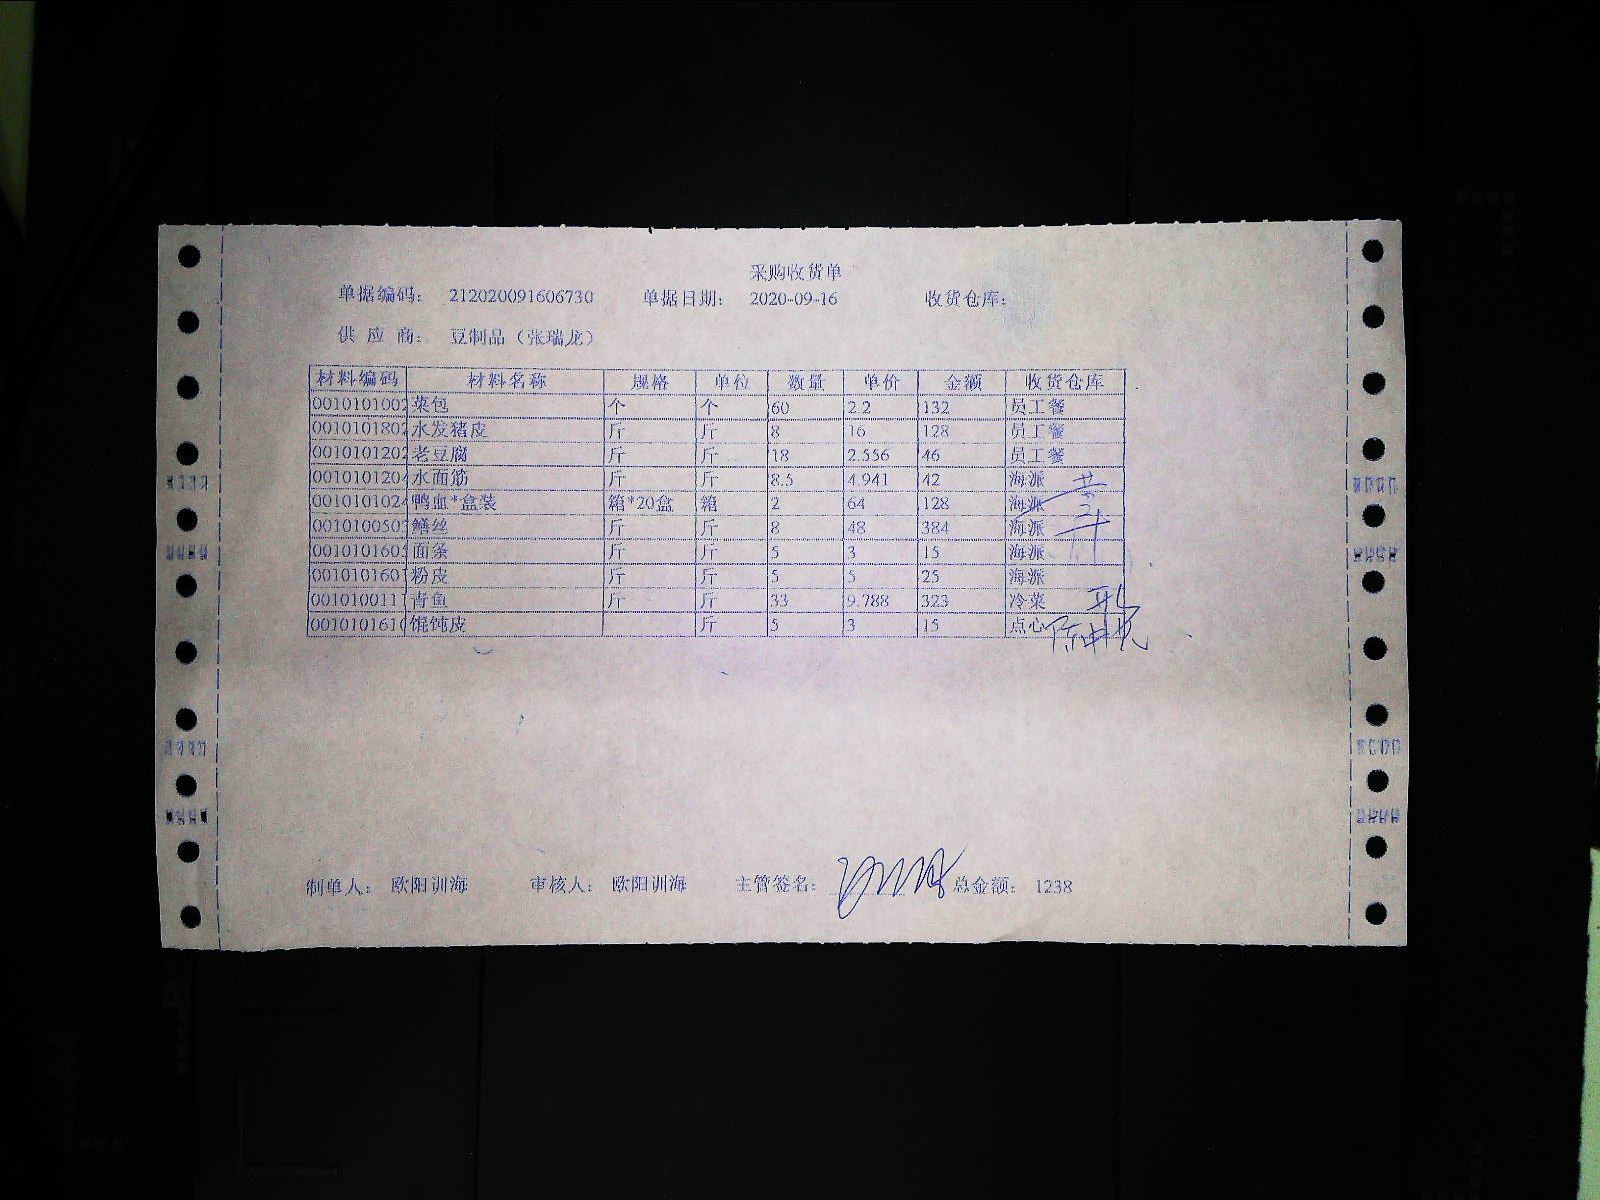 采购收货单
单据编码: 212020091606730 单据日期: 2020-09-16 收货仓库:
供 应 商: 豆制品（张瑞龙）
材料编码 材料名称 规格 单位 数量 单价 金额 收货仓库
0010101002 菜包 个 个 60 2.2 132 员工餐
0010101802 水发猪皮 斤 斤 8 16 128 员工餐
0010101202 老豆腐 斤 斤 18 2.556 46 员工餐
001010120 水面筋 斤 斤 8.5 4.941 42 海派
001010102 鸭血*盒装 箱*20盒 箱 2 64 128 海派
001010050 鳝丝 斤 斤 8 48 384 海派
001010160 面条 斤 斤 5 3 15 海派
001010160 粉皮 斤 斤 5 5 25 海派
001010011 青鱼 斤 斤 33 9.788 323 冷菜
001010161 馄饨皮 斤 5 3 15 点心
制单人: 欧阳训海 审核人: 欧阳训海 主管签名: 总金额: 1238